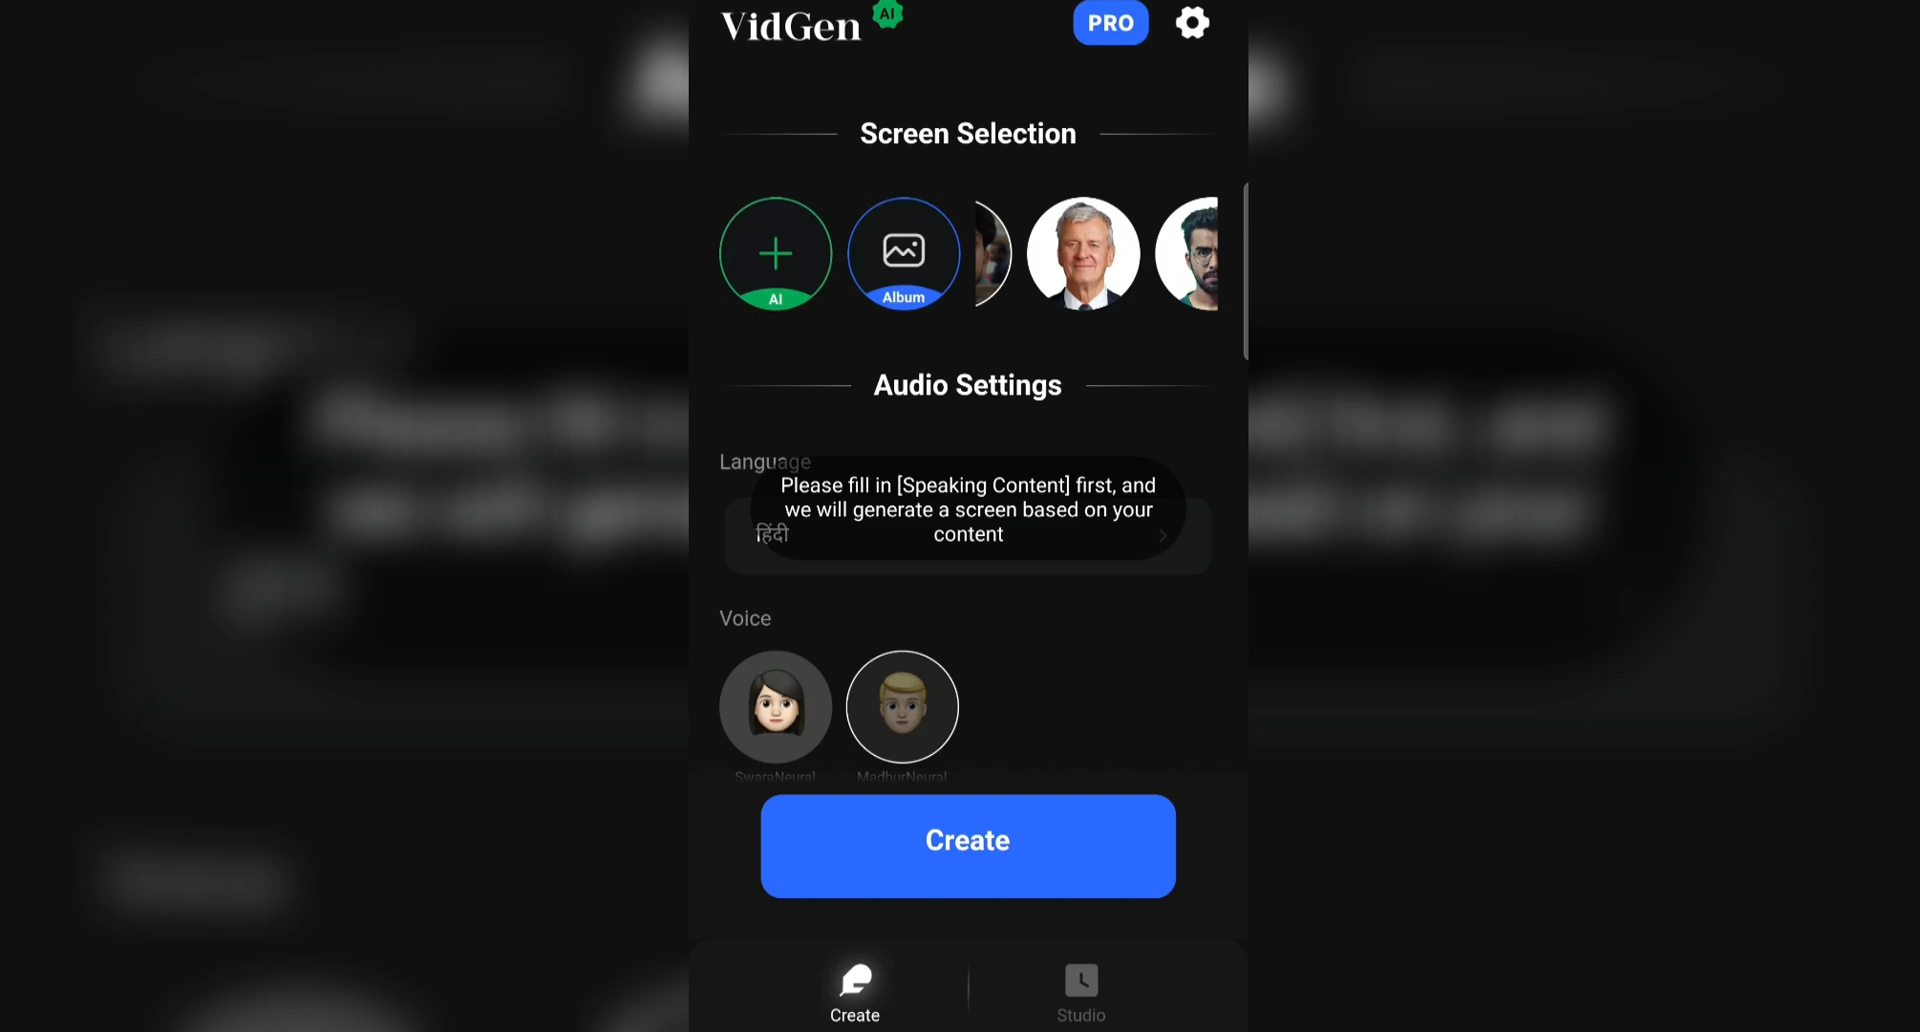 VidGen AI
PRO
Screen Selection
AI
Album
Audio Settings
Language
Please fill in [Speaking Content] first, and
we will generate a screen based on your
content
हिंदी
Voice
SwaraNeural
MadhurNeural
Create
Create
Studio